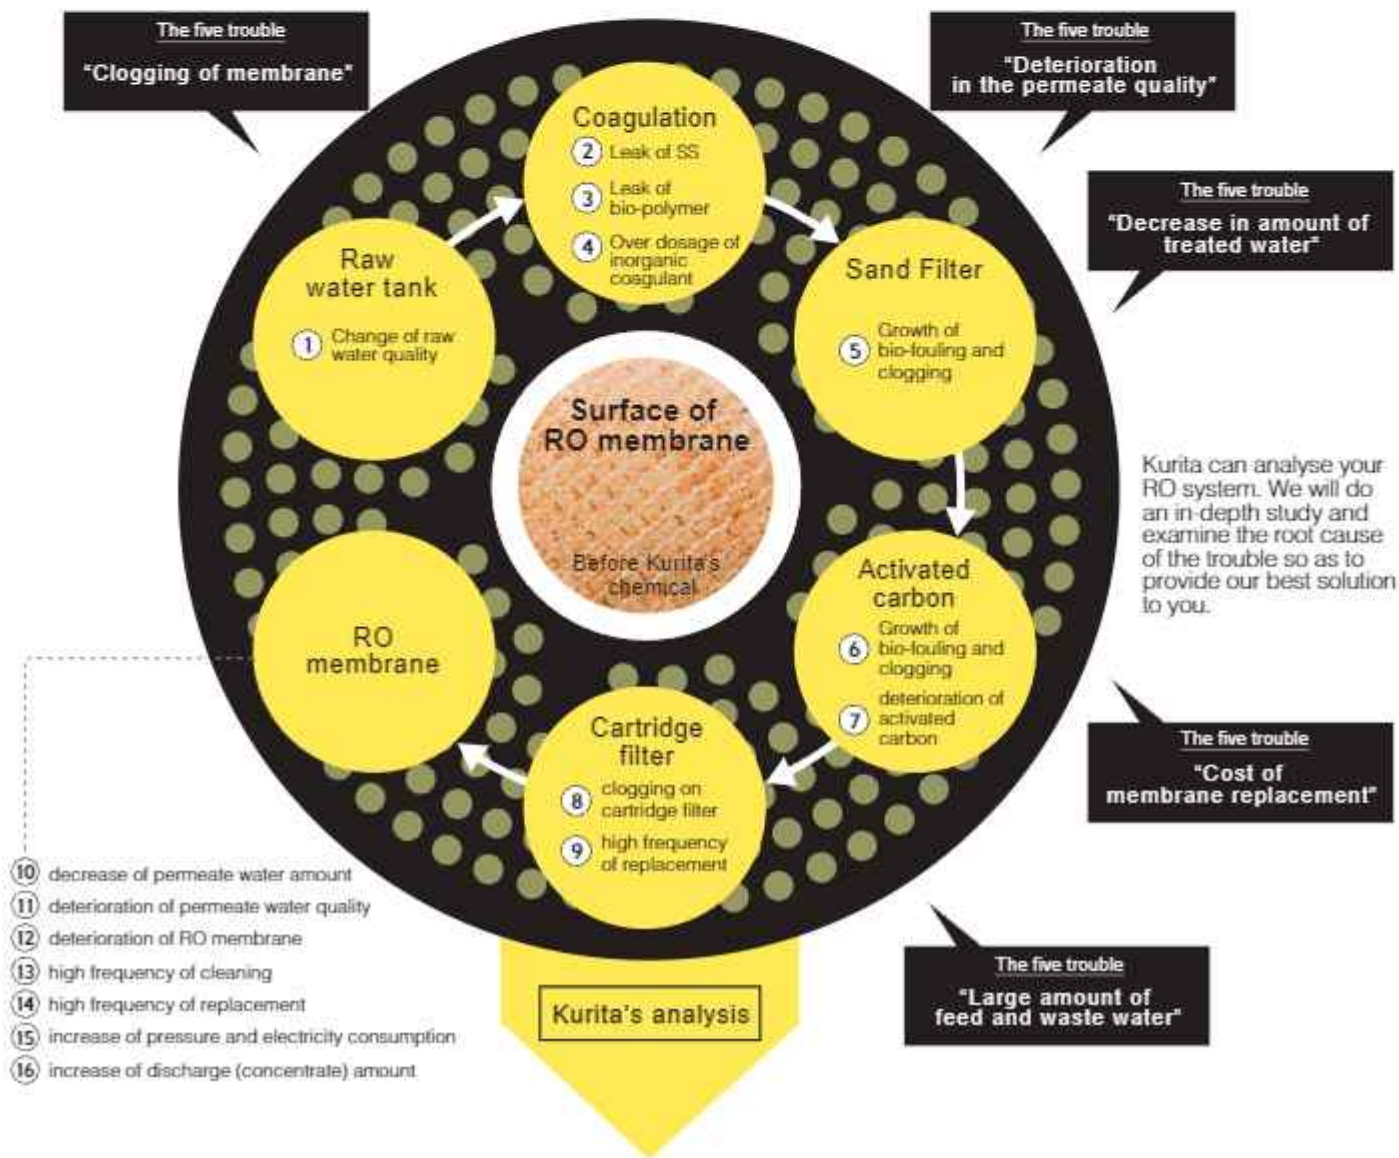 The five trouble
"Clogging of membrane"
The five trouble
"Deterioration
in the permeate quality"
The five trouble
"Decrease in amount of
treated water"
Coagulation
2 Leak of SS
3 Leak of
bio-polymer
4 Over dosage of
inorganic
coagulant
Raw
water tank
1 Change of raw
water quality
Sand Filter
5 Growth of
bio-fouling and
clogging
Surface of
RO membrane
Before Kurita's
chemical
Kurita can analyse your
RO system. We will do
an in-depth study and
examine the root cause
of the trouble so as to
provide our best solution
to you.
Activated
carbon
6 Growth of
bio-fouling and
clogging
7 deterioration of
activated
carbon
RO
membrane
Cartridge
filter
8 clogging on
cartridge filter
9 high frequency
of replacement
The five trouble
"Cost of
membrane replacement"
10 decrease of permeate water amount
11 deterioration of permeate water quality
12 deterioration of RO membrane
13 high frequency of cleaning
14 high frequency of replacement
15 increase of pressure and electricity consumption
16 increase of discharge (concentrate) amount
The five trouble
"Large amount of
feed and waste water"
Kurita's analysis